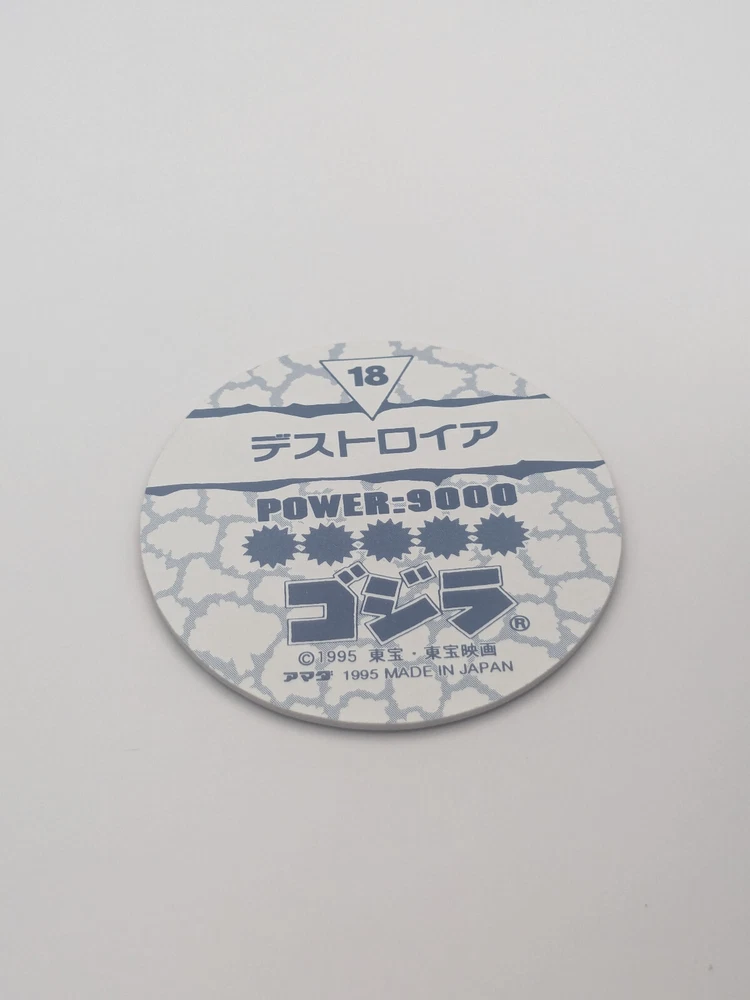 18
デストロイア
POWER=9000
ゴジラ®
©1995 東宝・東宝映画
アマダ 1995 MADE IN JAPAN